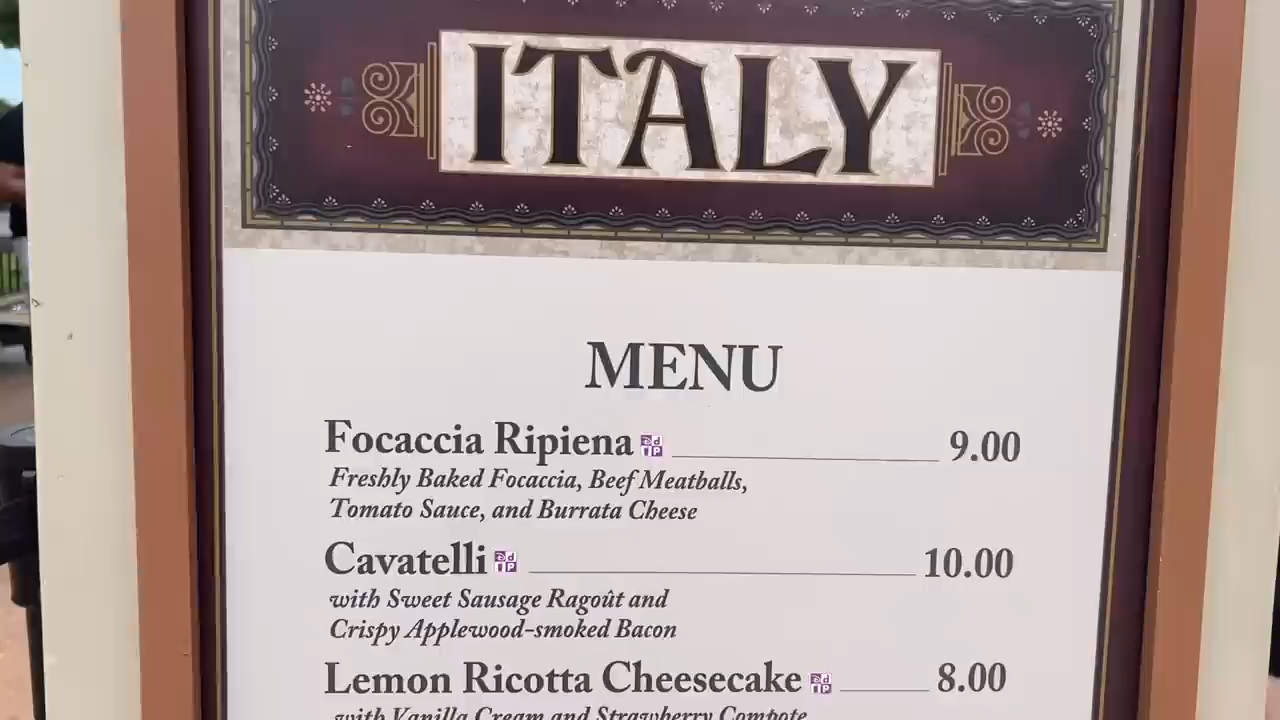 ITALY
MENU
Focaccia Ripiena 9.00
Freshly Baked Focaccia, Beef Meatballs,
Tomato Sauce, and Burrata Cheese
Cavatelli 10.00
with Sweet Sausage Ragoût and
Crispy Applewood-smoked Bacon
Lemon Ricotta Cheesecake 8.00
with Vanilla Cream and Strawberry Compote